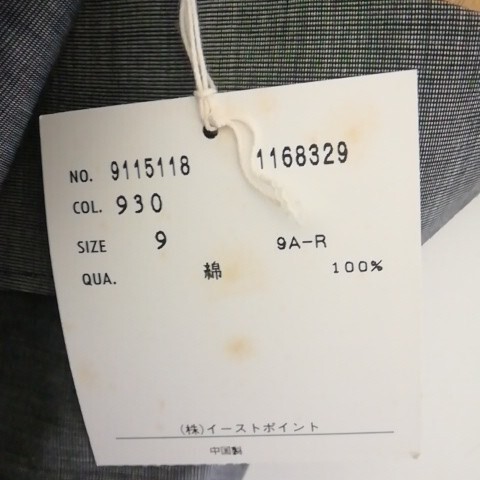 NO. 9115118 1168329
COL. 930
SIZE 9 9A-R
QUA. 綿 100%
(株)イーストポイント
中国製